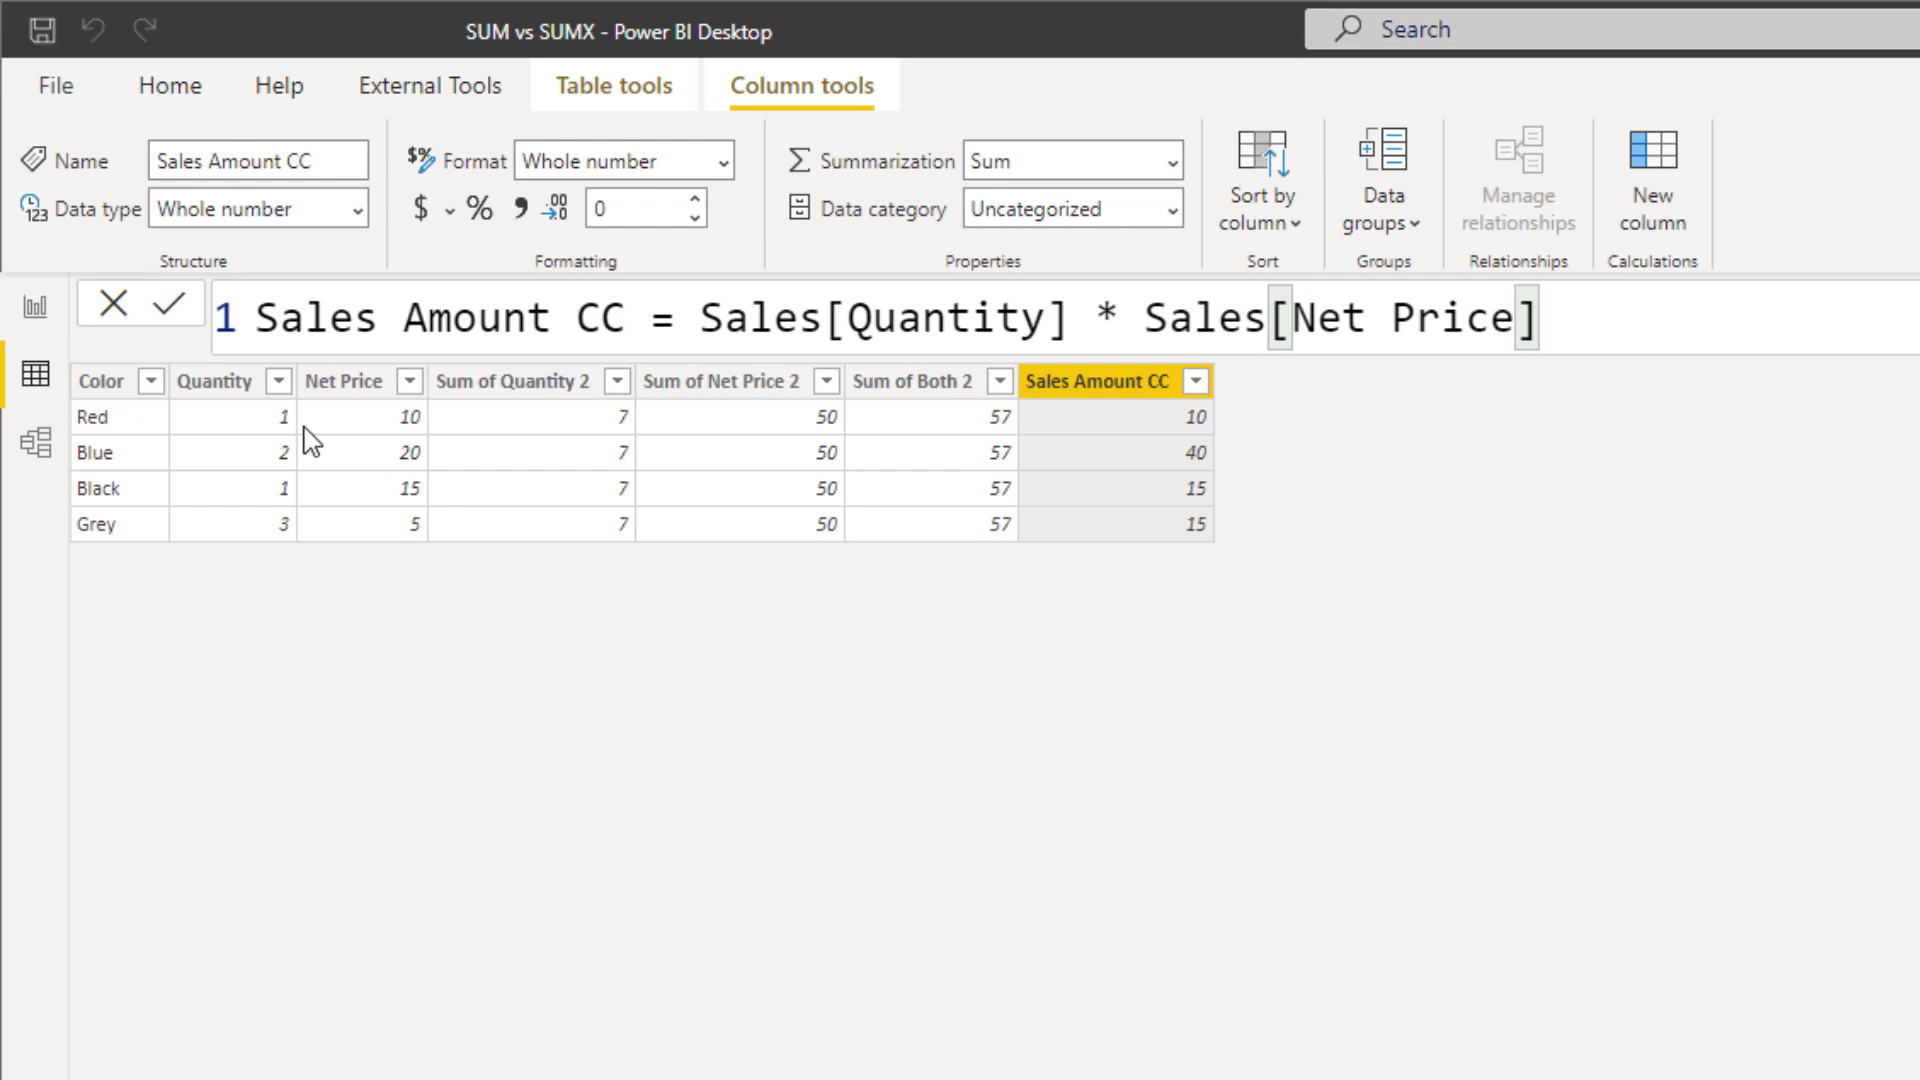 SUM vs SUMX - Power BI Desktop
Search
File Home Help External Tools Table tools Column tools
Name Sales Amount CC
Data type Whole number
Structure
Format Whole number
$ % 0
Formatting
Summarization Sum
Data category Uncategorized
Properties
Sort by
column
Sort
Data
groups
Groups
Manage
relationships
Relationships
New
column
Calculations
1 Sales Amount CC = Sales[Quantity] * Sales[Net Price]
Color Quantity Net Price Sum of Quantity 2 Sum of Net Price 2 Sum of Both 2 Sales Amount CC
Red 1 10 7 50 57 10
Blue 2 20 7 50 57 40
Black 1 15 7 50 57 15
Grey 3 5 7 50 57 15